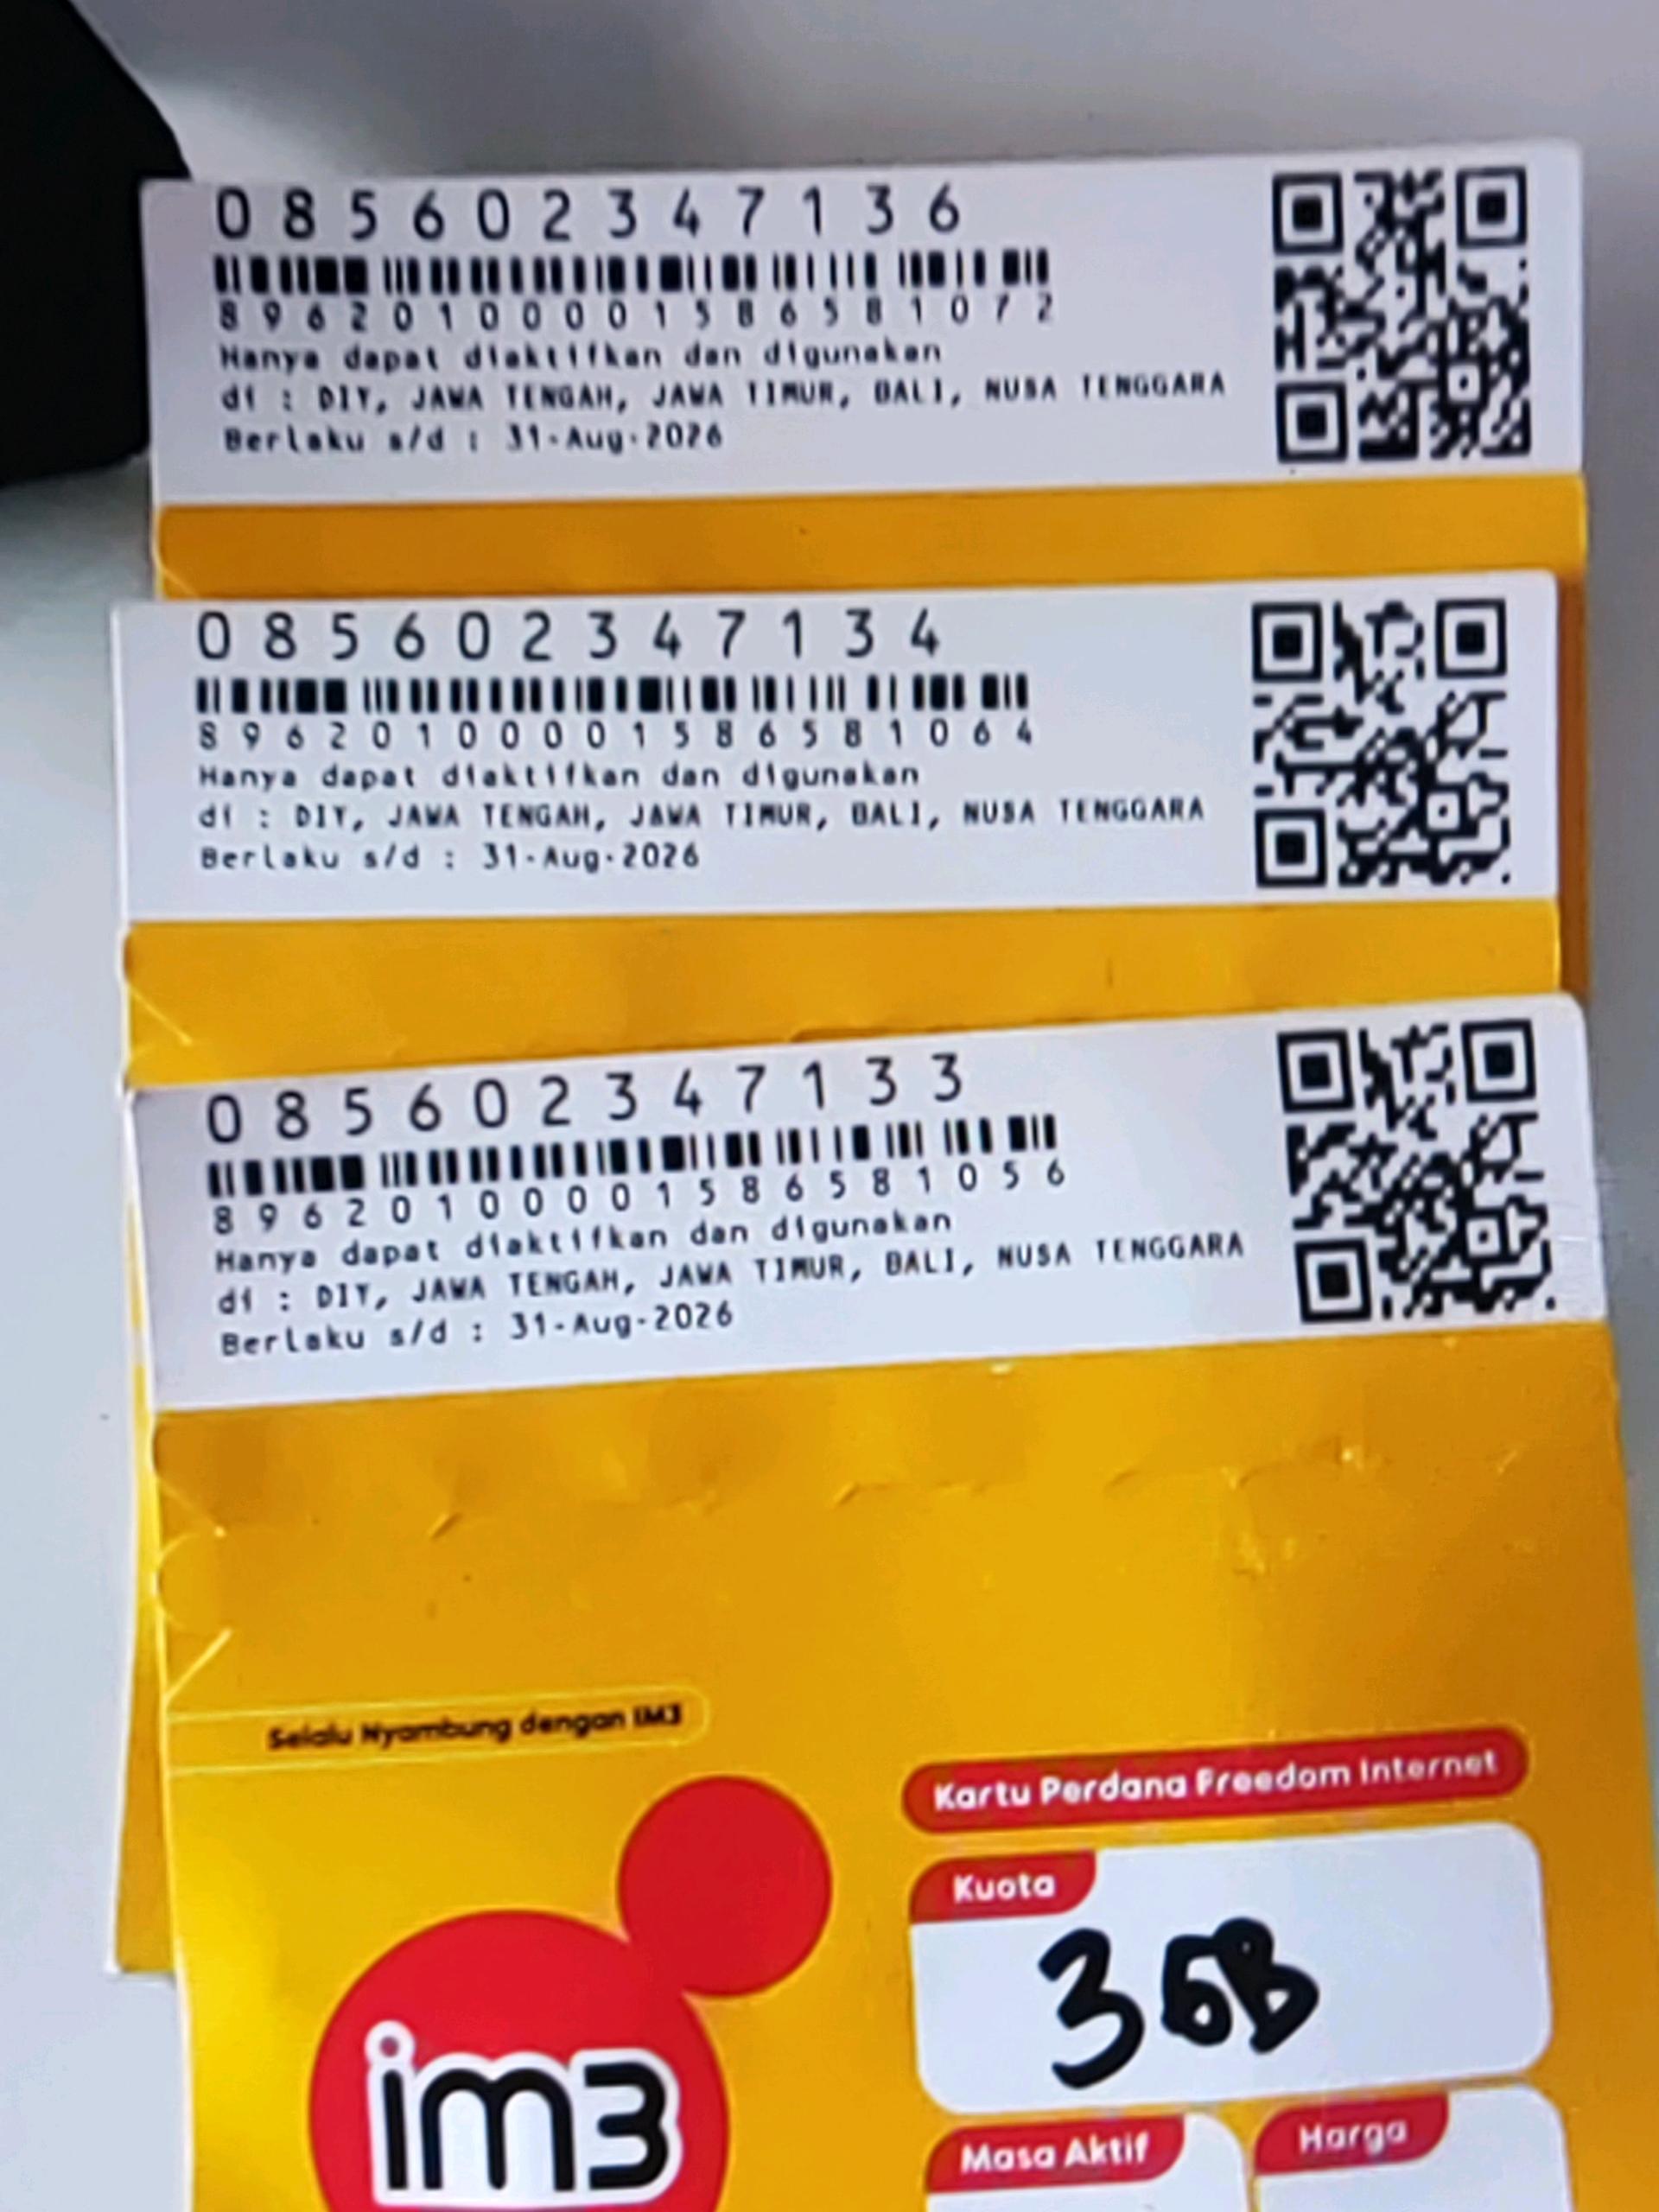 085602347136
89620100001586581072
Hanya dapat diaktifkan dan digunakan
di : DIY, JAWA TENGAH, JAWA TIMUR, BALI, NUSA TENGGARA
Berlaku s/d : 31-Aug-2026
085602347134
89620100001586581064
Hanya dapat diaktifkan dan digunakan
di : DIY, JAWA TENGAH, JAWA TIMUR, BALI, NUSA TENGGARA
Berlaku s/d : 31-Aug-2026
085602347133
89620100001586581056
Hanya dapat diaktifkan dan digunakan
di : DIY, JAWA TENGAH, JAWA TIMUR, BALI, NUSA TENGGARA
Berlaku s/d : 31-Aug-2026
Selalu Nyambung dengan IM3
Kartu Perdana Freedom Internet
Kuota
3GB
im3
Masa Aktif
Harga